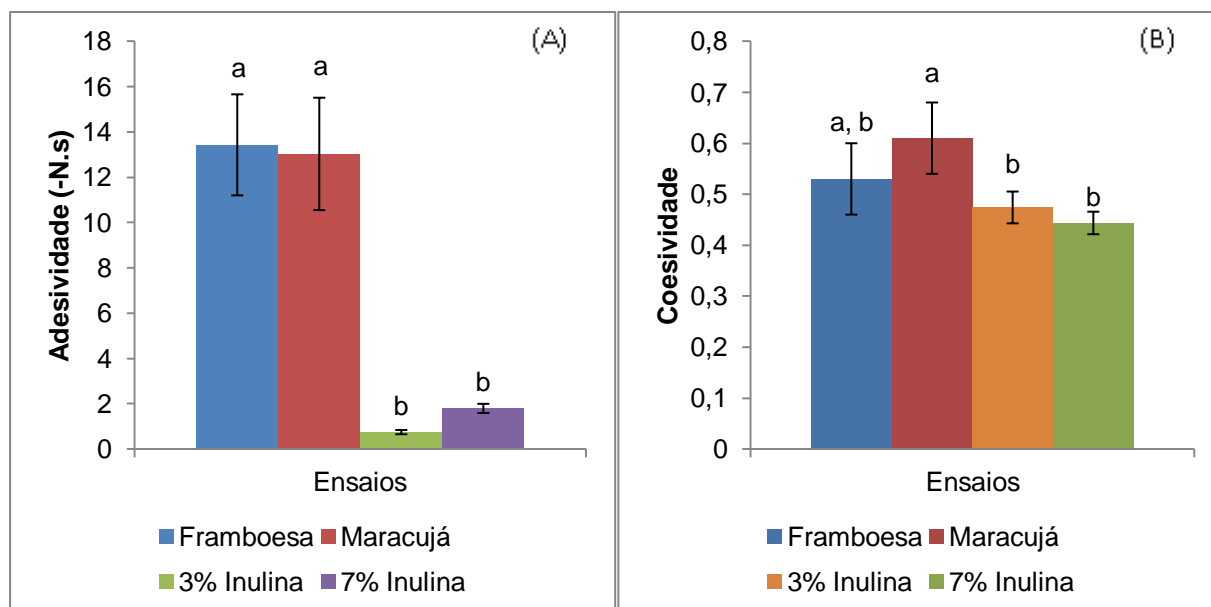 (A)
Adesividade (-N.s)
18
16
14
12
10
8
6
4
2
0
a
a
b
b
Ensaios
Framboesa
Maracujá
3% Inulina
7% Inulina
(B)
Coesividade
0,8
0,7
0,6
0,5
0,4
0,3
0,2
0,1
0
a, b
a
b
b
Ensaios
Framboesa
Maracujá
3% Inulina
7% Inulina